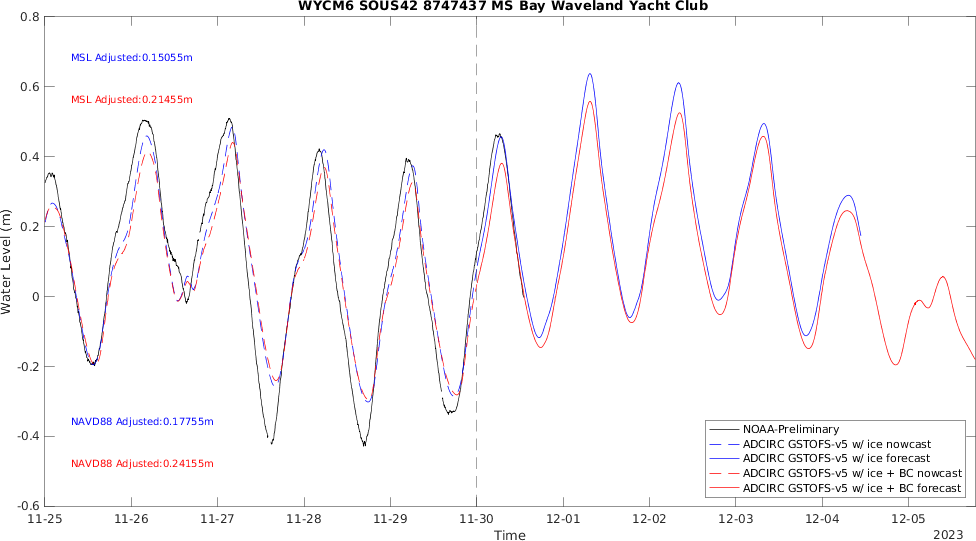 WYCM6 SOUS42 8747437 MS Bay Waveland Yacht Club
0.8
0.6
0.4
0.2
0
-0.2
-0.4
-0.6
Water Level (m)
MSL Adjusted:0.15055m
MSL Adjusted:0.21455m
NAVD88 Adjusted:0.17755m
NAVD88 Adjusted:0.24155m
NOAA-Preliminary
ADCIRC GSTOFS-v5 w/ ice nowcast
ADCIRC GSTOFS-v5 w/ ice forecast
ADCIRC GSTOFS-v5 w/ ice + BC nowcast
ADCIRC GSTOFS-v5 w/ ice + BC forecast
11-25 11-26 11-27 11-28 11-29 11-30 12-01 12-02 12-03 12-04 12-05
Time
2023